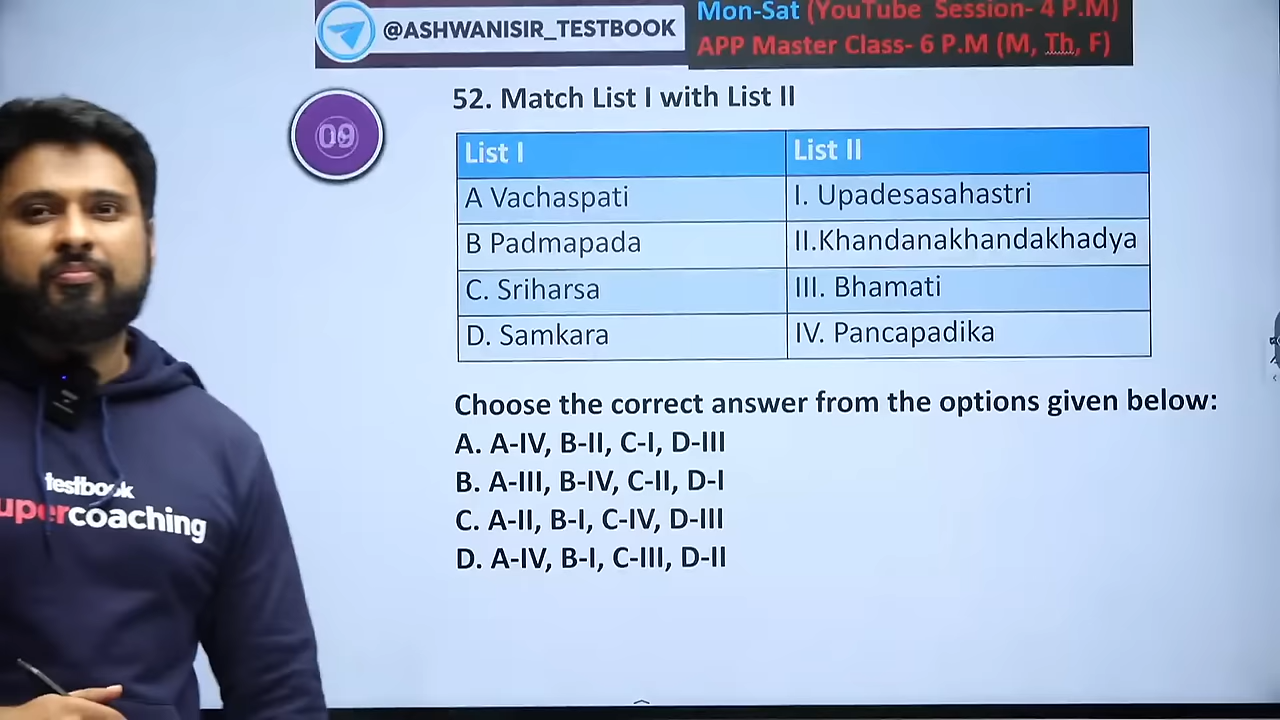 @ASHWANISIR_TESTBOOK
Mon-Sat (YouTube Session- 4 P.M)
APP Master Class- 6 P.M (M, Th, F)
09
52. Match List I with List II
List I
List II
A Vachaspati
I. Upadesasahastri
B Padmapada
II.Khandanakhandakhadya
C. Sriharsa
III. Bhamati
D. Samkara
IV. Pancapadika
Choose the correct answer from the options given below:
A. A-IV, B-II, C-I, D-III
B. A-III, B-IV, C-II, D-I
C. A-II, B-I, C-IV, D-III
D. A-IV, B-I, C-III, D-II
testbook
supercoaching